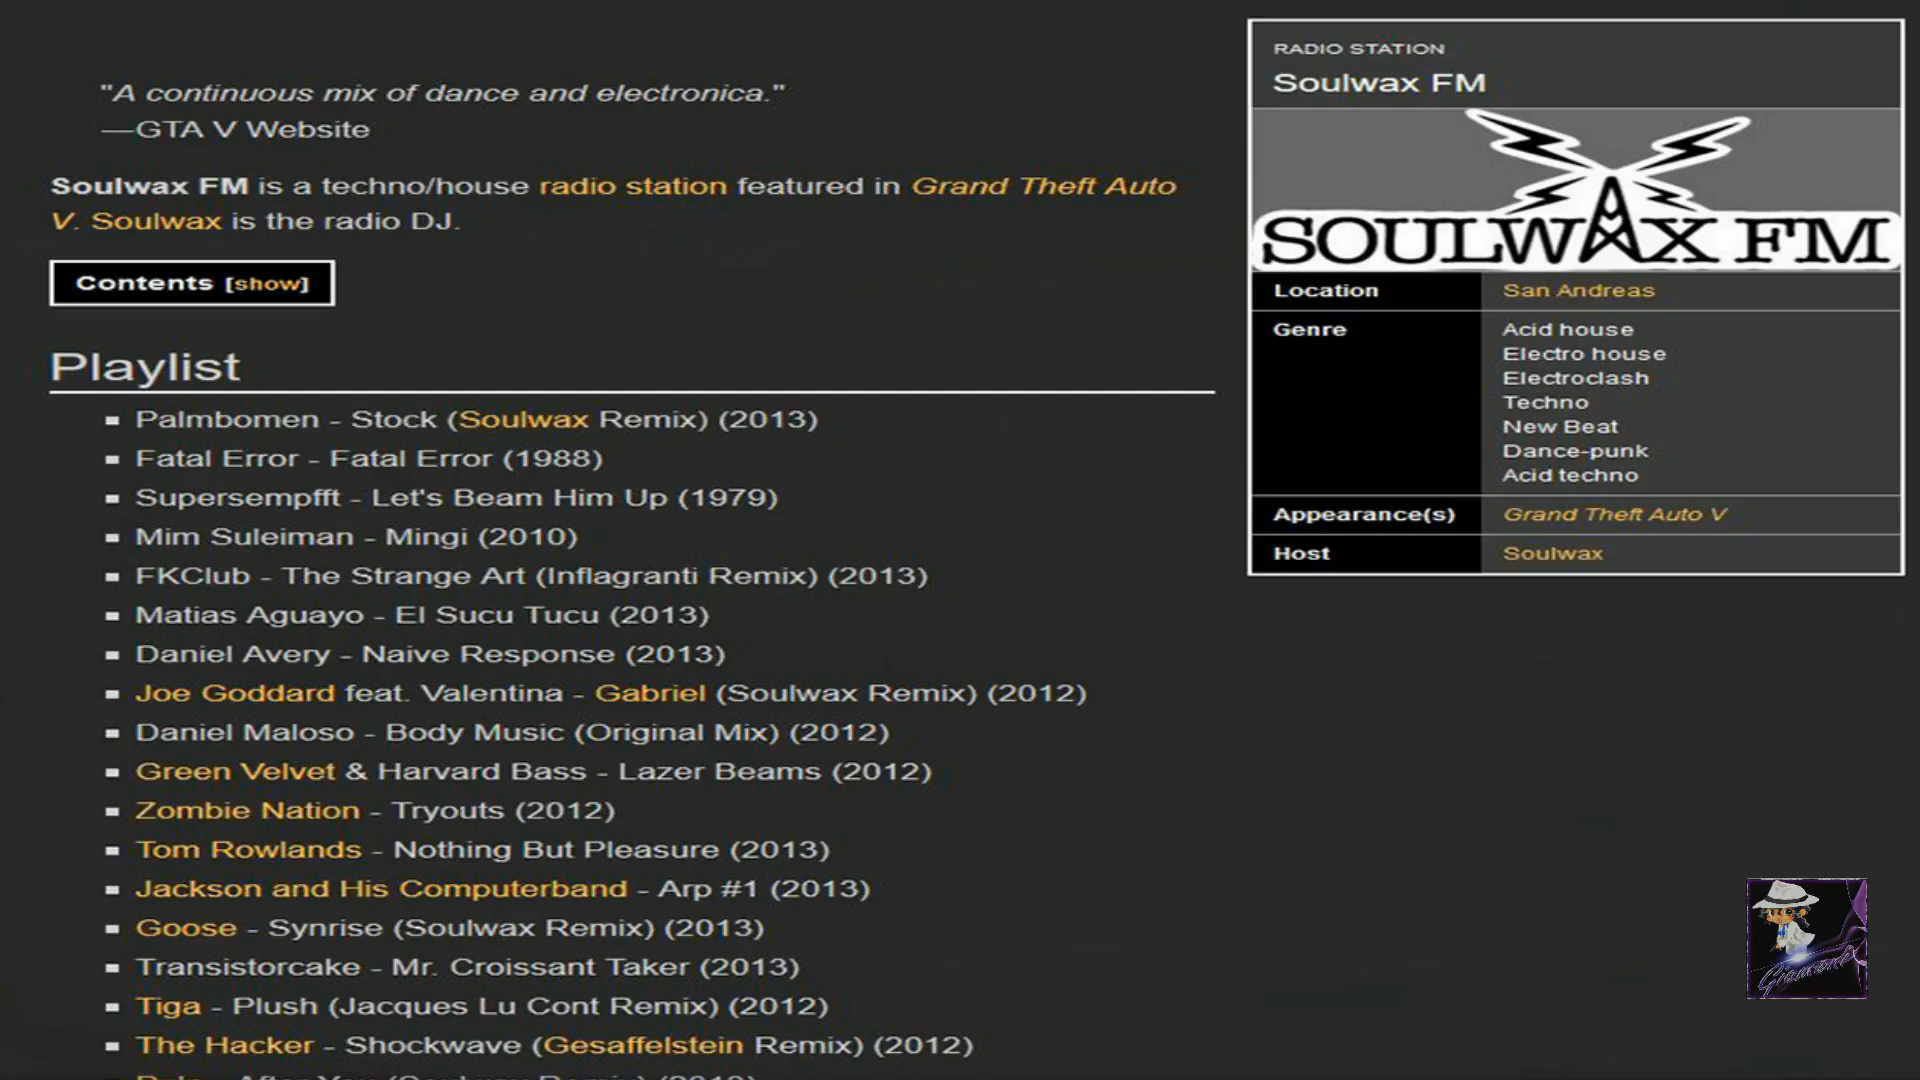 "A continuous mix of dance and electronica."
—GTA V Website
Soulwax FM is a techno/house radio station featured in Grand Theft Auto
V. Soulwax is the radio DJ.
Contents [show]
Playlist
Palmbomen - Stock (Soulwax Remix) (2013)
Fatal Error - Fatal Error (1988)
Supersempfft - Let's Beam Him Up (1979)
Mim Suleiman - Mingi (2010)
FKClub - The Strange Art (Inflagranti Remix) (2013)
Matias Aguayo - El Sucu Tucu (2013)
Daniel Avery - Naive Response (2013)
Joe Goddard feat. Valentina - Gabriel (Soulwax Remix) (2012)
Daniel Maloso - Body Music (Original Mix) (2012)
Green Velvet & Harvard Bass - Lazer Beams (2012)
Zombie Nation - Tryouts (2012)
Tom Rowlands - Nothing But Pleasure (2013)
Jackson and His Computerband - Arp #1 (2013)
Goose - Synrise (Soulwax Remix) (2013)
Transistorcake - Mr. Croissant Taker (2013)
Tiga - Plush (Jacques Lu Cont Remix) (2012)
The Hacker - Shockwave (Gesaffelstein Remix) (2012)
RADIO STATION
Soulwax FM
SOULWAX FM
Location San Andreas
Genre Acid house
Electro house
Electroclash
Techno
New Beat
Dance-punk
Acid techno
Appearance(s) Grand Theft Auto V
Host Soulwax